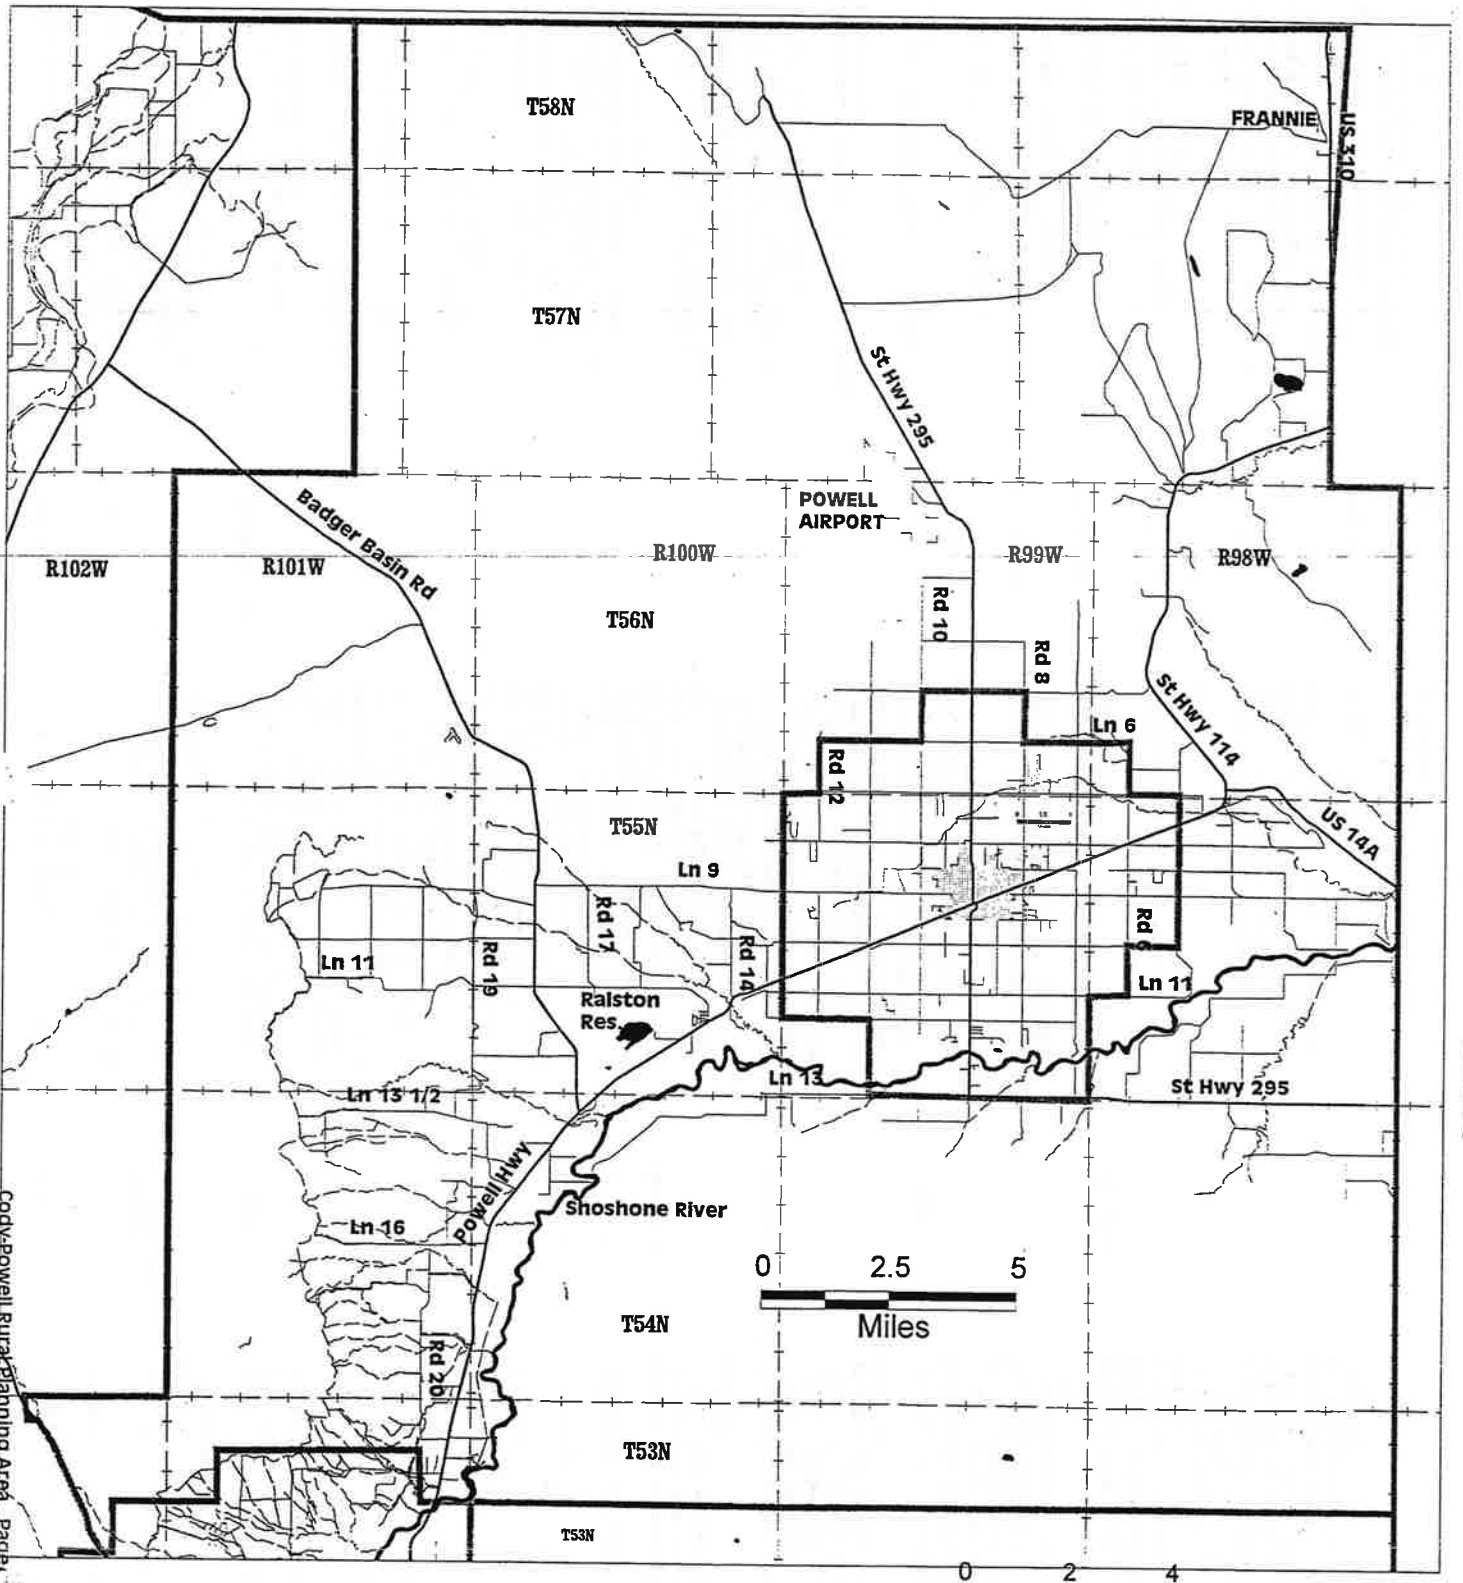 T58N
FRANNIE
US 310
T57N
St Hwy 295
POWELL
AIRPORT
Badger Basin Rd
R102W
R101W
R100W
R99W
R98W
T56N
Rd 10
Rd 8
St Hwy 114
Ln 6
Rd 12
T55N
US 14A
Ln 9
Rd 17
Rd 6
Ln 11
Rd 19
Rd 14
Ln 11
Ralston
Res.
Ln 13
St Hwy 295
Ln 13 1/2
Powell Hwy
Shoshone River
Ln 16
0 2.5 5
Miles
T54N
Rd 20
T53N
T53N
0 2 4
Cody-Powell Rural Planning Area Page